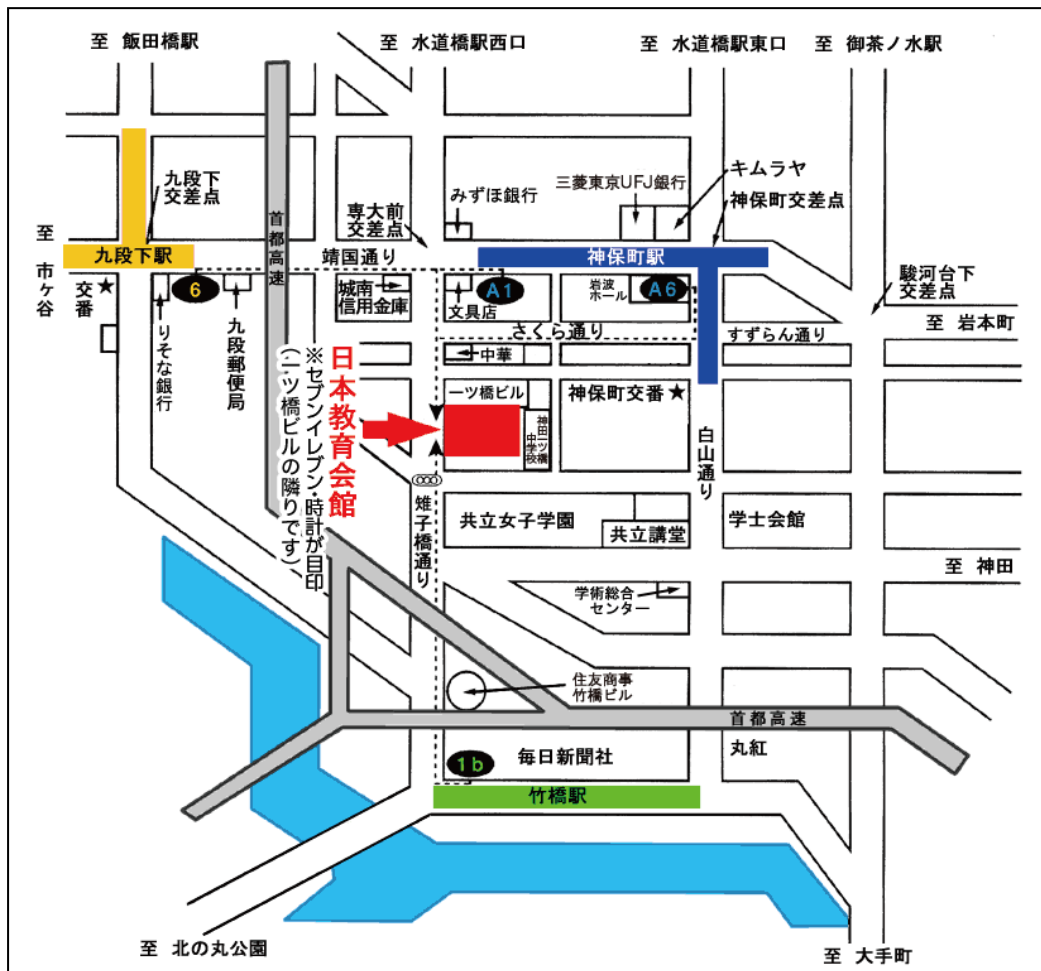 至 飯田橋駅
至 水道橋駅西口
至 水道橋駅東口
至 御茶ノ水駅
九段下
交差点
首都高速
専大前
交差点
みずほ銀行
三菱東京UFJ銀行
キムラヤ
神保町交差点
至 市ヶ谷
九段下駅
靖国通り
神保町駅
駿河台下
交差点
交番
6
城南
信用金庫
A1
文具店
岩波
ホール
A6
至 岩本町
りそな銀行
九段郵便局
さくら通り
すずらん通り
中華
日本教育会館
※セブンイレブン・時計が目印
(一ツ橋ビルの隣りです)
一ツ橋ビル
神田一ツ橋
中学校
神保町交番
白山通り
雉子橋通り
共立女子学園
共立講堂
学士会館
至 神田
学術総合
センター
住友商事
竹橋ビル
首都高速
丸紅
1b
毎日新聞社
竹橋駅
至 北の丸公園
至 大手町